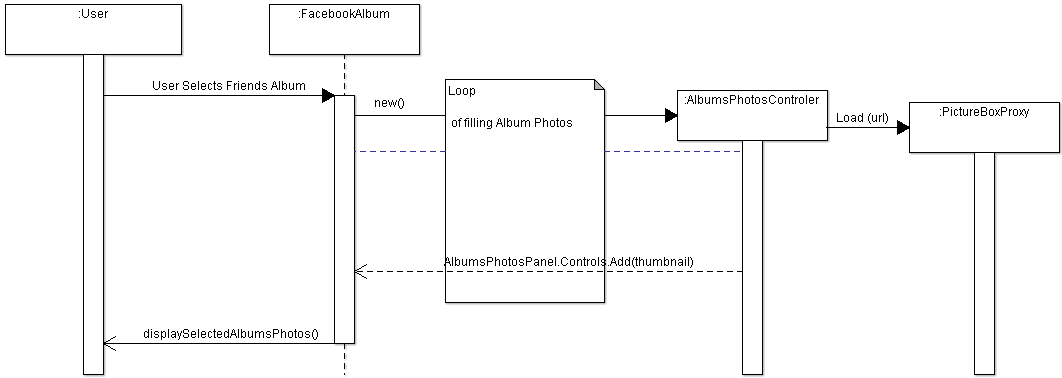 :User
:FacebookAlbum
User Selects Friends Album
new()
Loop
of filling Album Photos
:AlbumsPhotosControler
Load (url)
:PictureBoxProxy
AlbumsPhotosPanel.Controls.Add(thumbnail)
displaySelectedAlbumsPhotos()